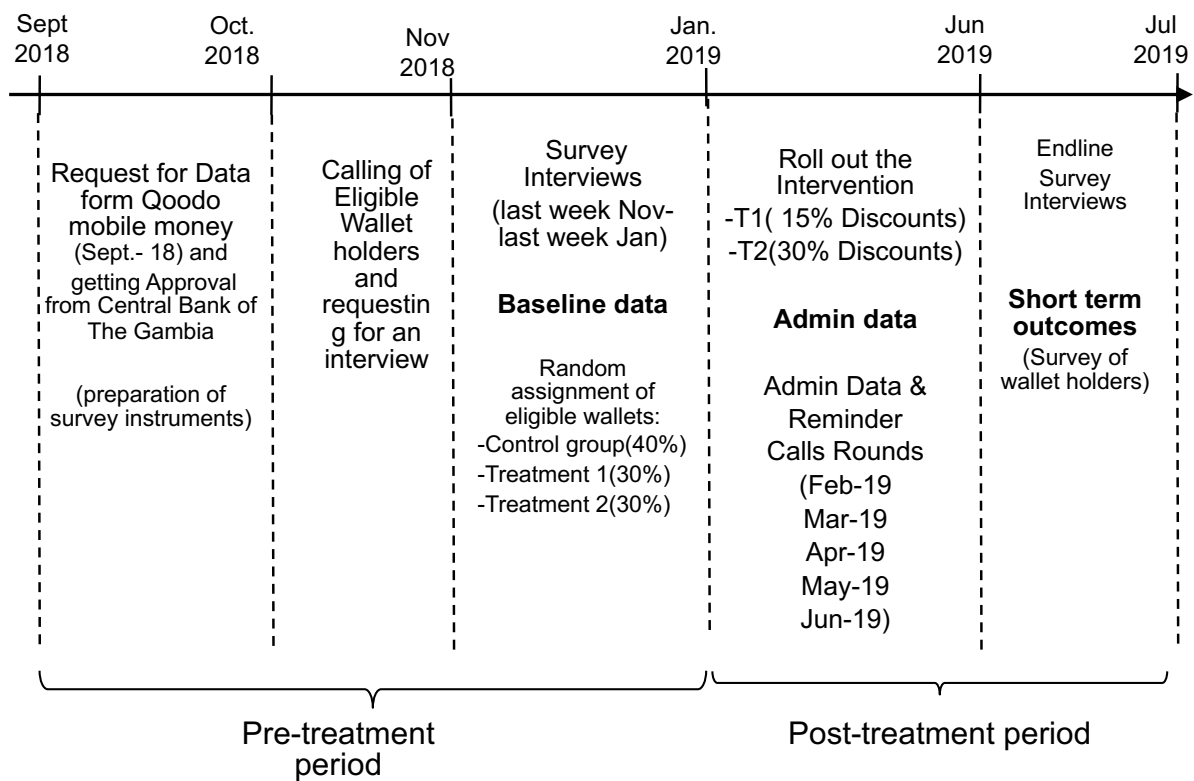 Sept
2018
Oct.
2018
Nov
2018
Jan.
2019
Jun
2019
Jul
2019
Request for Data
form Qoodo
mobile money
(Sept.- 18) and
getting Approval
from Central Bank of
The Gambia
(preparation of
survey instruments)
Calling of
Eligible
Wallet
holders
and
requestin
g for an
interview
Survey
Interviews
(last week Nov-
last week Jan)
Baseline data
Random
assignment of
eligible wallets:
-Control group(40%)
-Treatment 1(30%)
-Treatment 2(30%)
Roll out the
Intervention
-T1( 15% Discounts)
-T2(30% Discounts)
Admin data
Admin Data &
Reminder
Calls Rounds
(Feb-19
Mar-19
Apr-19
May-19
Jun-19)
Endline
Survey
Interviews
Short term
outcomes
(Survey of
wallet holders)
Pre-treatment
period
Post-treatment period